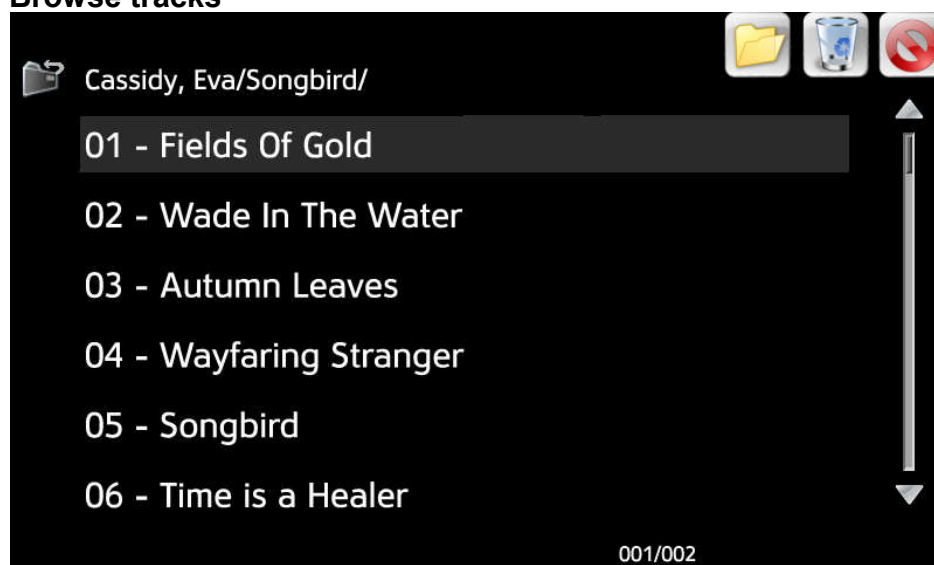 Browse tracks
Cassidy, Eva/Songbird/
01 - Fields Of Gold
02 - Wade In The Water
03 - Autumn Leaves
04 - Wayfaring Stranger
05 - Songbird
06 - Time is a Healer
001/002